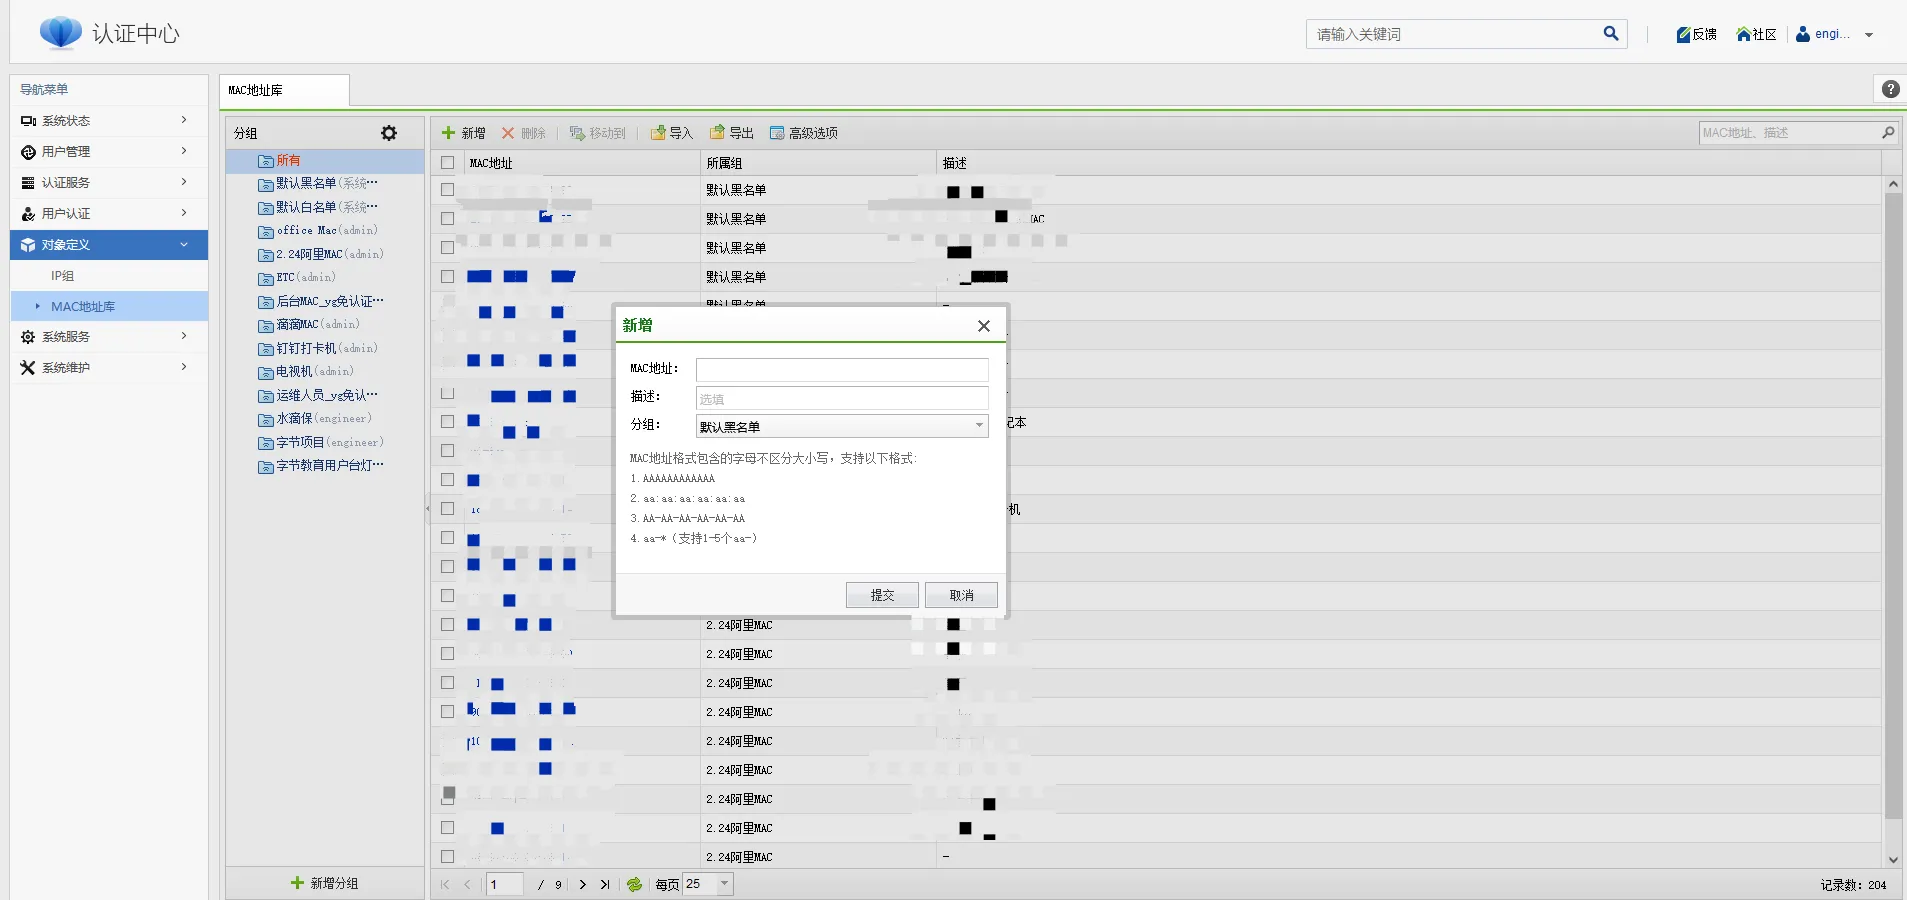 认证中心
请输入关键词
反馈
社区
engi...
导航菜单
系统状态
用户管理
认证服务
用户认证
对象定义
IP组
MAC地址库
系统服务
系统维护
MAC地址库
分组
所有
默认黑名单(系统···
默认白名单(系统···
office Mac(admin)
2.24阿里MAC(admin)
ETC(admin)
后台MAC_yg免认证···
滴滴MAC(admin)
钉钉打卡机(admin)
电视机(admin)
运维人员_yg免认···
水滴保(engineer)
字节项目(engineer)
字节教育用户台灯···
新增分组
新增 删除 移动到 导入 导出 高级选项
MAC地址、描述
MAC地址 所属组 描述
默认黑名单
默认黑名单
默认黑名单
默认黑名单
默认黑名单 -
新增
MAC地址:
描述: 选填
分组: 默认黑名单
MAC地址格式包含的字母不区分大小写，支持以下格式:
1.AAAAAAAAAAAA
2.aa:aa:aa:aa:aa:aa
3.AA-AA-AA-AA-AA-AA
4.aa-*（支持1-5个aa-）
提交 取消
记本
机
2.24阿里MAC
2.24阿里MAC
2.24阿里MAC
2.24阿里MAC
2.24阿里MAC
2.24阿里MAC
2.24阿里MAC
2.24阿里MAC
2.24阿里MAC -
1 / 9 每页 25
记录数: 204